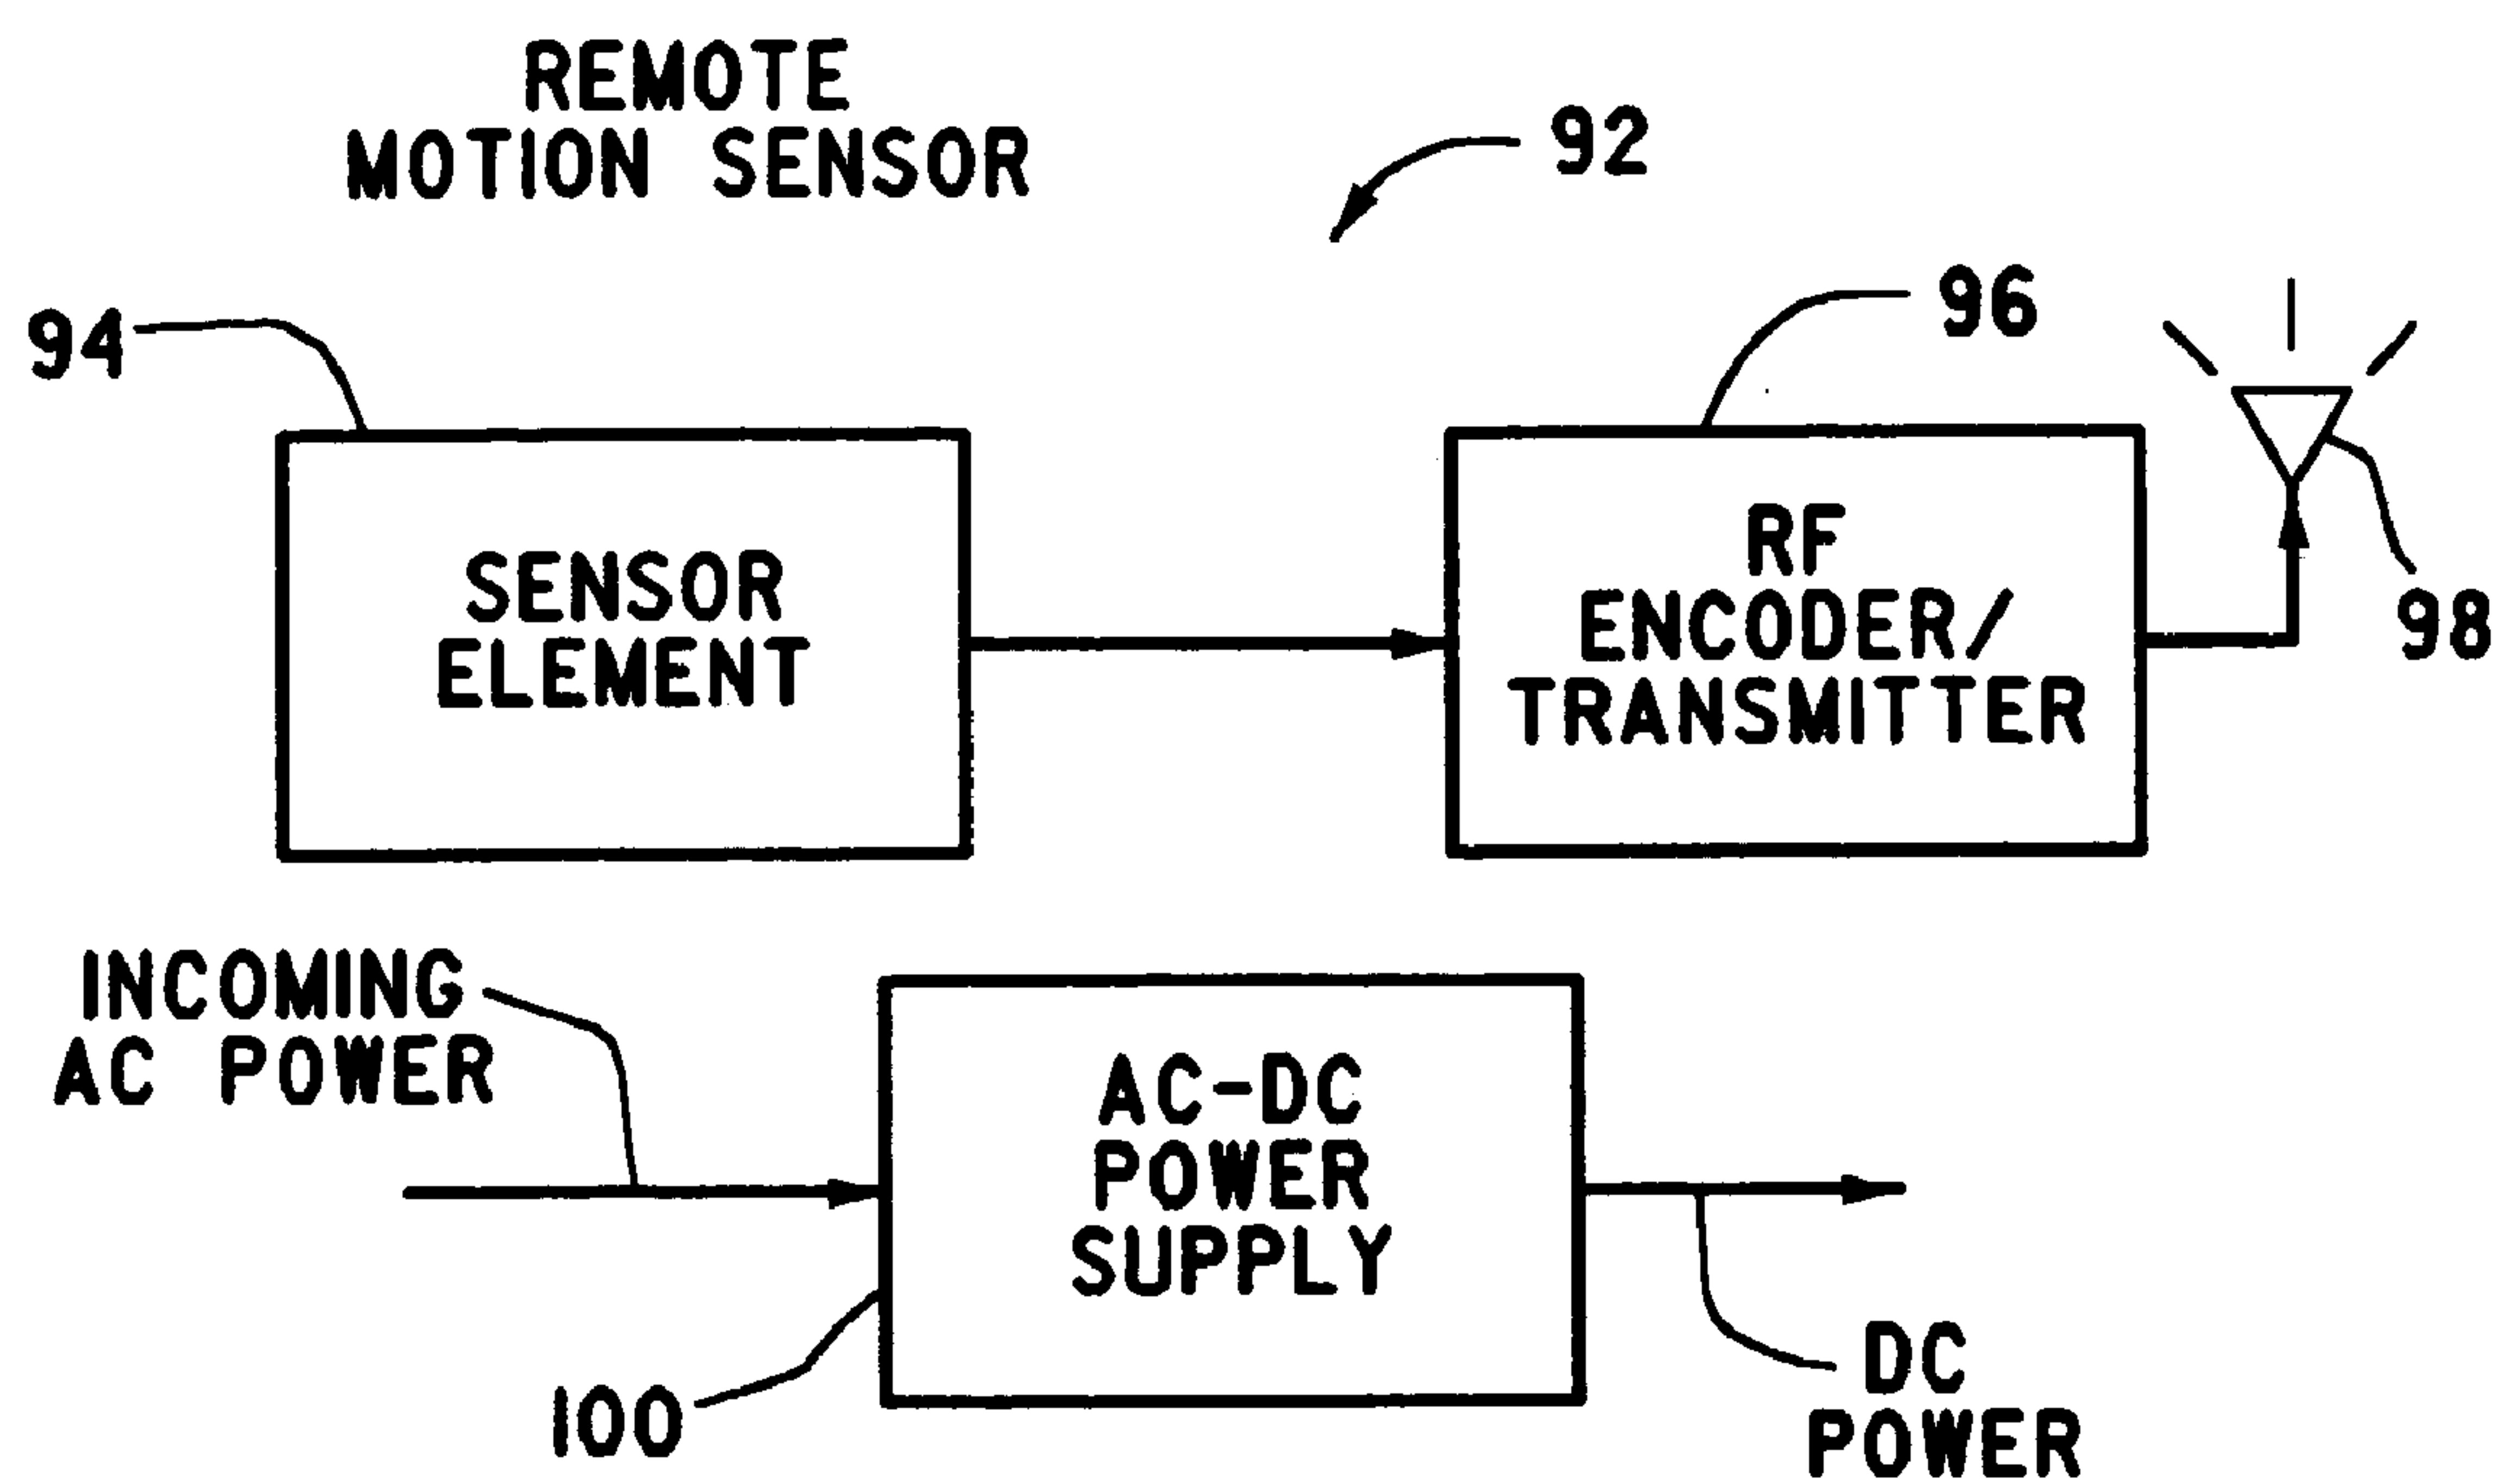 REMOTE
MOTION SENSOR
92
94
96
SENSOR
ELEMENT
RF
ENCODER/
TRANSMITTER
98
INCOMING
AC POWER
AC-DC
POWER
SUPPLY
100
DC
POWER